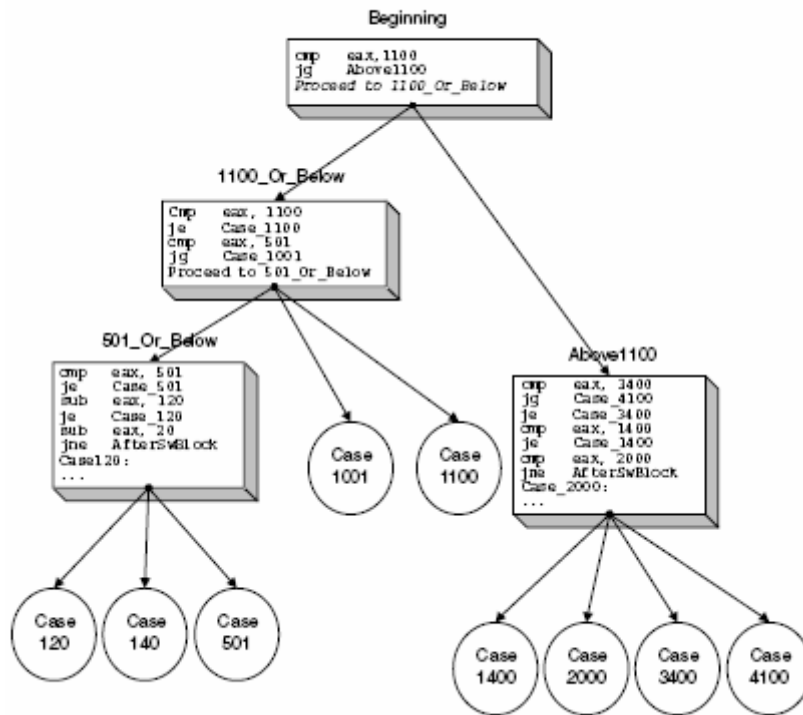 Beginning
cmp eax,1100
jg Above1100
Proceed to 1100_Or_Below
1100_Or_Below
Cmp eax, 1100
je Case_1100
cmp eax, 501
jg Case_1001
Proceed to 501_Or_Below
501_Or_Below
cmp eax, 501
je Case_501
sub eax, 120
je Case_120
sub eax, 20
jne AfterSwBlock
Case120:
...
Above1100
cmp eax, 3400
jg Case_4100
je Case_3400
cmp eax, 1400
je Case_1400
cmp eax, 2000
jne AfterSwBlock
Case_2000:
...
Case
1001
Case
1100
Case
120
Case
140
Case
501
Case
1400
Case
2000
Case
3400
Case
4100